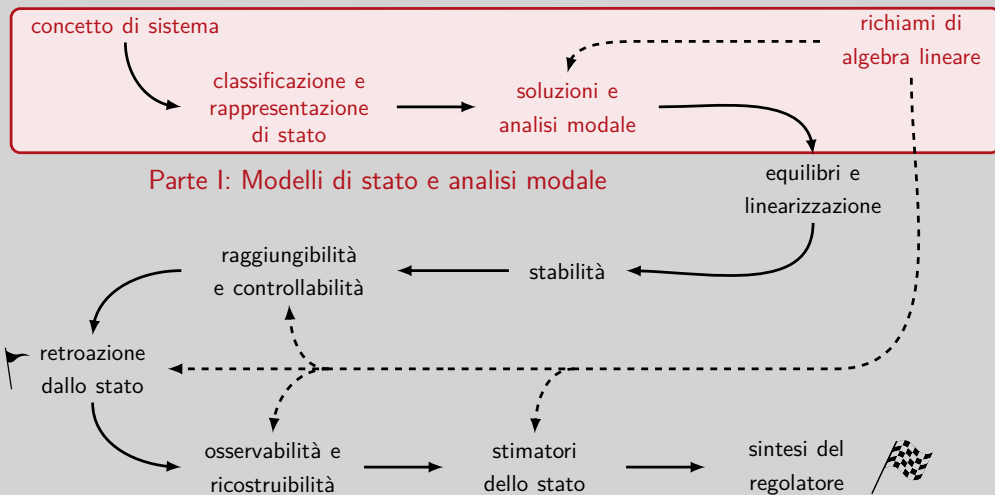 concetto di sistema
richiami di
algebra lineare
classificazione e
rappresentazione
di stato
soluzioni e
analisi modale
Parte I: Modelli di stato e analisi modale
equilibri e
linearizzazione
stabilità
raggiungibilità
e controllabilità
retroazione
dallo stato
osservabilità e
ricostruibilità
stimatori
dello stato
sintesi del
regolatore